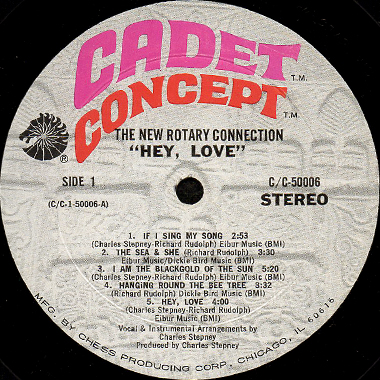 CADET
CONCEPT
T.M.
T.M.
®
THE NEW ROTARY CONNECTION
"HEY, LOVE"
SIDE 1
C/C-50006
(C/C-1-50006-A)
STEREO
1. IF I SING MY SONG 2:53
(Charles Stepney-Richard Rudolph) Eibur Music (BMI)
2. THE SEA & SHE (Richard Rudolph) 3:30
Eibur Music/Dickie Bird Music (BMI)
3. I AM THE BLACKGOLD OF THE SUN 5:20
(Charles Stepney-Richard Rudolph) Eibur Music (BMI)
4. HANGING ROUND THE BEE TREE 3:32
(Richard Rudolph) Eibur Music/Dickie Bird Music (BMI)
5. HEY, LOVE 4:00
(Charles Stepney-Richard Rudolph)
Eibur Music (BMI)
Vocal & Instrumental Arrangements by
Charles Stepney
Produced by Charles Stepney
MFG. BY CHESS PRODUCING CORP., CHICAGO, IL 60616